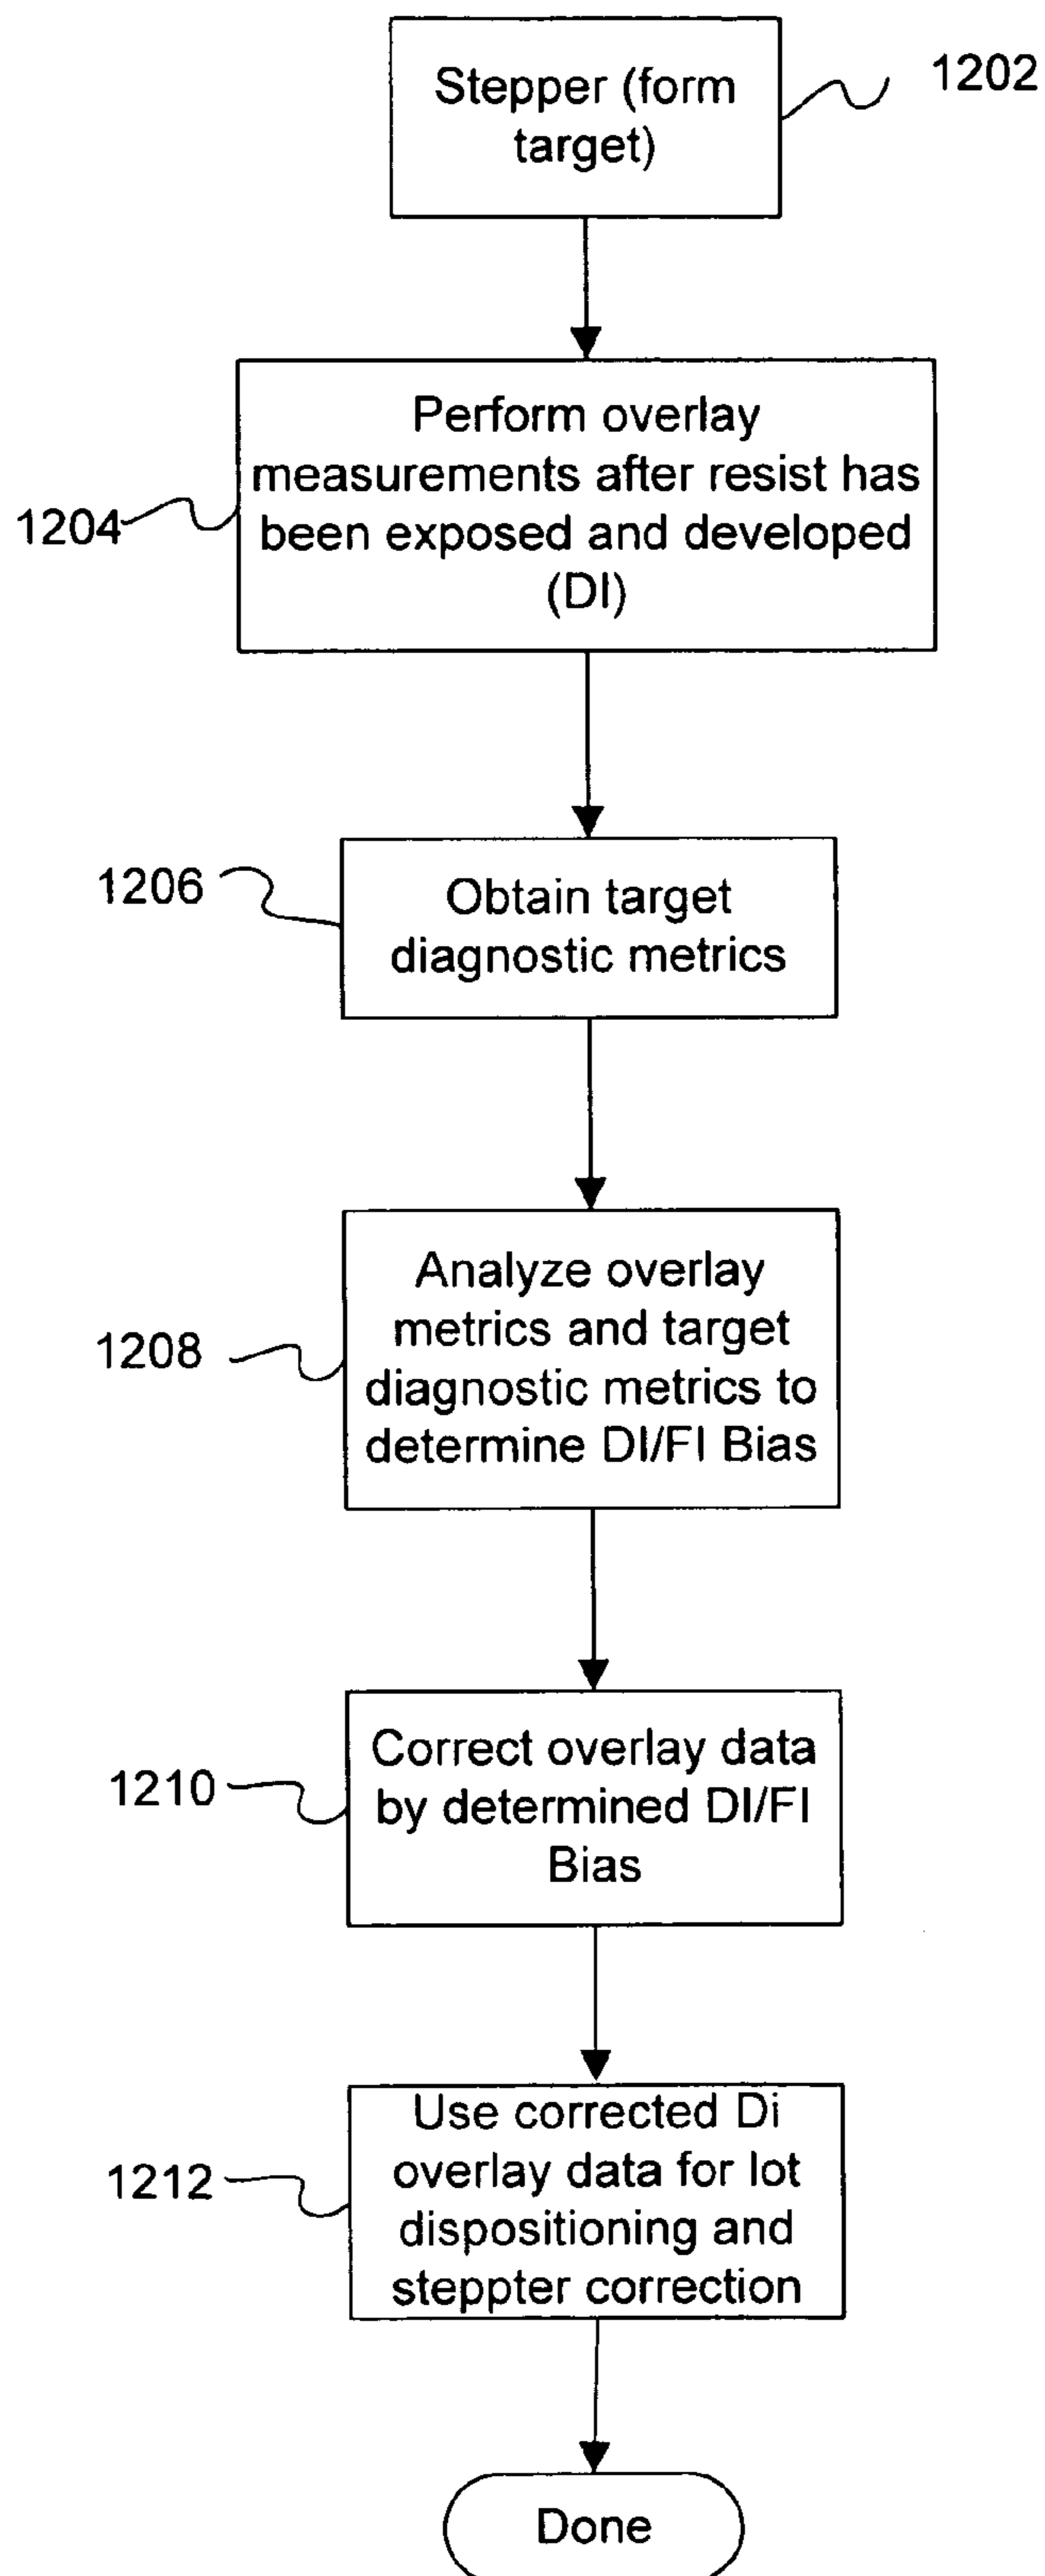 Stepper (form
target)
1202
Perform overlay
measurements after resist has
been exposed and developed
(DI)
1204
1206
Obtain target
diagnostic metrics
1208
Analyze overlay
metrics and target
diagnostic metrics to
determine DI/FI Bias
1210
Correct overlay data
by determined DI/FI
Bias
1212
Use corrected Di
overlay data for lot
dispositioning and
steppter correction
Done